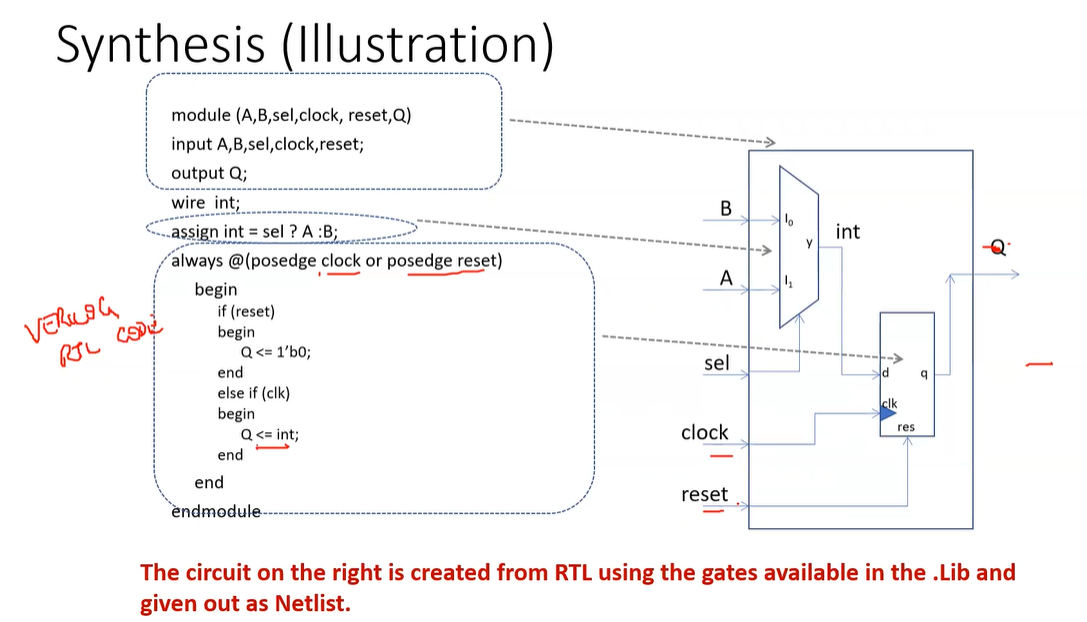 Synthesis (Illustration)
module (A,B,sel,clock, reset,Q)
input A,B,sel,clock,reset;
output Q;
wire int;
assign int = sel ? A :B;
always @(posedge clock or posedge reset)
begin
if (reset)
begin
Q <= 1'b0;
end
else if (clk)
begin
Q <= int;
end
end
endmodule
VERILOG
RTL CODE
B
I0
y
int
A
I1
Q
sel
d
q
clk
clock
res
reset
The circuit on the right is created from RTL using the gates available in the .Lib and
given out as Netlist.